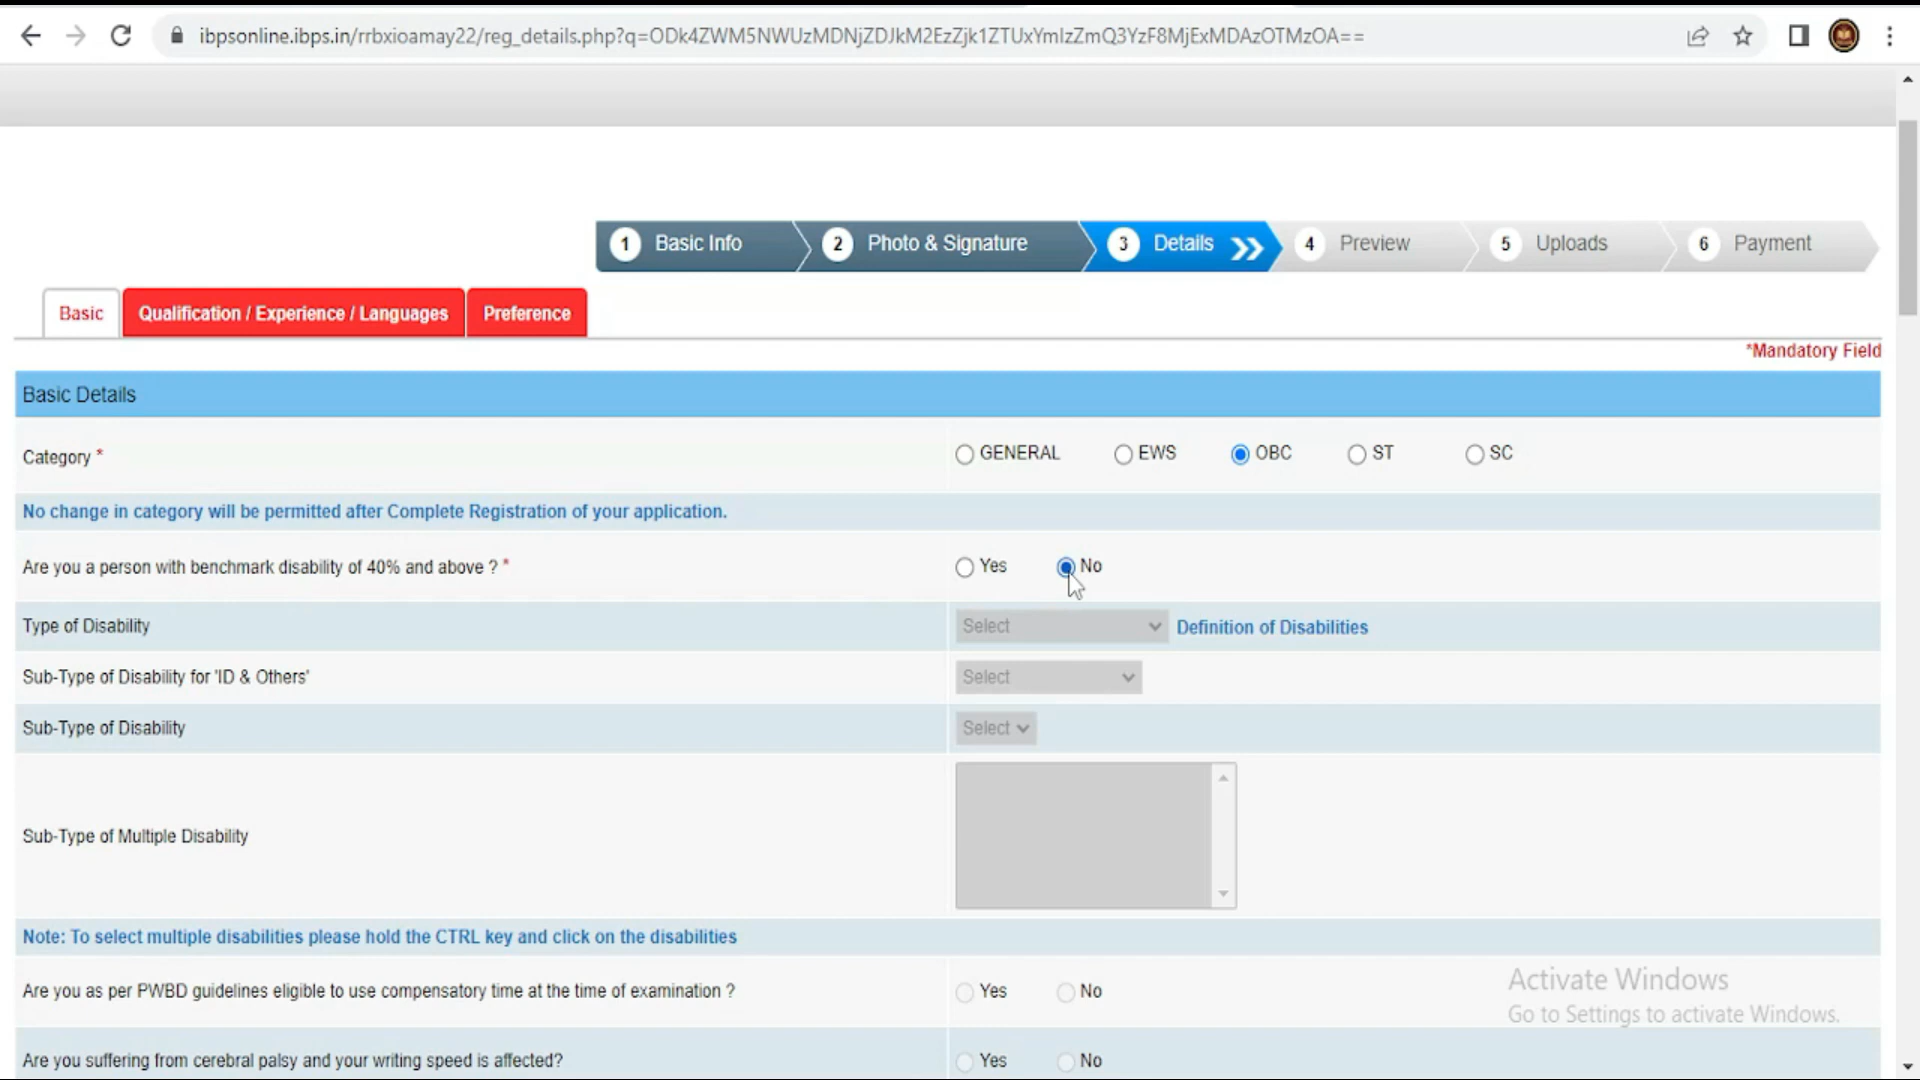 ibpsonline.ibps.in/rrbxioamay22/reg_details.php?q=ODk4ZWM5NWUzMDNjZDJkM2EzZjk1ZTUxYmIzZmQ3YzF8MjExMDAzOTMzOA==
1 Basic Info
2 Photo & Signature
3 Details
4 Preview
5 Uploads
6 Payment
Basic
Qualification / Experience / Languages
Preference
*Mandatory Field
Basic Details
Category * GENERAL EWS OBC ST SC
No change in category will be permitted after Complete Registration of your application.
Are you a person with benchmark disability of 40% and above ? * Yes No
Type of Disability Select Definition of Disabilities
Sub-Type of Disability for 'ID & Others' Select
Sub-Type of Disability Select
Sub-Type of Multiple Disability
Note: To select multiple disabilities please hold the CTRL key and click on the disabilities
Are you as per PWBD guidelines eligible to use compensatory time at the time of examination ? Yes No
Activate Windows
Go to Settings to activate Windows.
Are you suffering from cerebral palsy and your writing speed is affected? Yes No